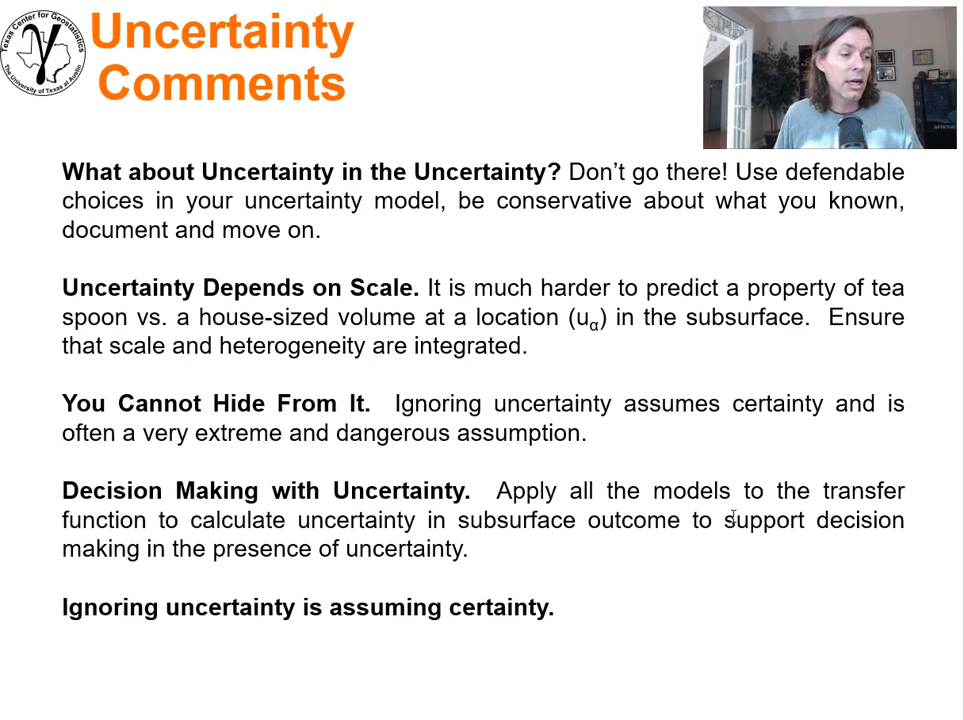 Texas Center for Geostatistics
The University of Texas at Austin
γ
Uncertainty
Comments
What about Uncertainty in the Uncertainty? Don’t go there! Use defendable
choices in your uncertainty model, be conservative about what you known,
document and move on.
Uncertainty Depends on Scale. It is much harder to predict a property of tea
spoon vs. a house-sized volume at a location (uα) in the subsurface. Ensure
that scale and heterogeneity are integrated.
You Cannot Hide From It. Ignoring uncertainty assumes certainty and is
often a very extreme and dangerous assumption.
Decision Making with Uncertainty. Apply all the models to the transfer
function to calculate uncertainty in subsurface outcome to support decision
making in the presence of uncertainty.
Ignoring uncertainty is assuming certainty.